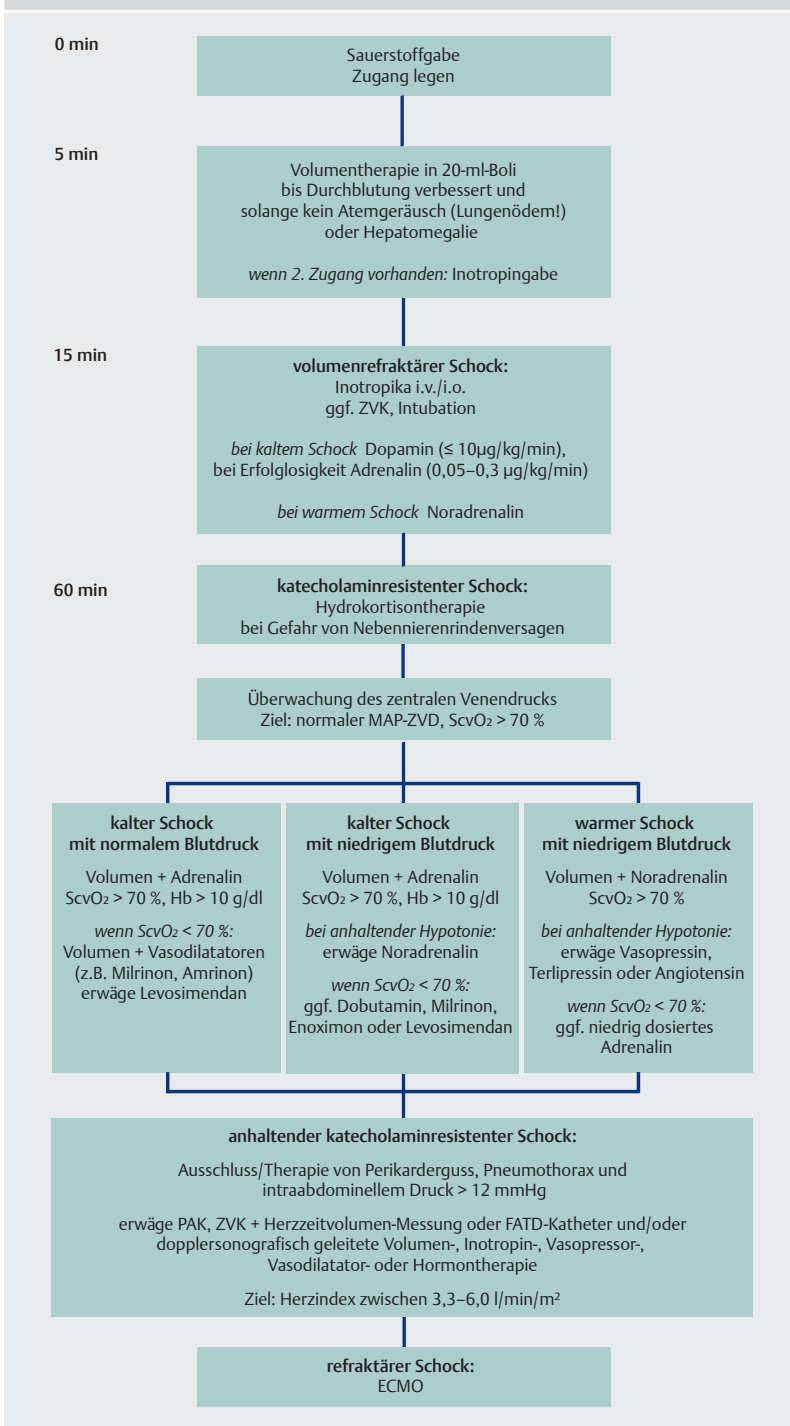 0 min
Sauerstoffgabe
Zugang legen
5 min
Volumentherapie in 20-ml-Boli
bis Durchblutung verbessert und
solange kein Atemgeräusch (Lungenödem!)
oder Hepatomegalie
wenn 2. Zugang vorhanden: Inotropingabe
15 min
volumenrefraktärer Schock:
Inotropika i.v./i.o.
ggf. ZVK, Intubation
bei kaltem Schock Dopamin (≤ 10µg/kg/min),
bei Erfolglosigkeit Adrenalin (0,05–0,3 µg/kg/min)
bei warmem Schock Noradrenalin
60 min
katecholaminresistenter Schock:
Hydrokortisontherapie
bei Gefahr von Nebennierenrindenversagen
Überwachung des zentralen Venendrucks
Ziel: normaler MAP-ZVD, ScvO₂ > 70 %
kalter Schock
mit normalem Blutdruck
Volumen + Adrenalin
ScvO₂ > 70 %, Hb > 10 g/dl
wenn ScvO₂ < 70 %:
Volumen + Vasodilatatoren
(z.B. Milrinon, Amrinon)
erwäge Levosimendan
kalter Schock
mit niedrigem Blutdruck
Volumen + Adrenalin
ScvO₂ > 70 %, Hb > 10 g/dl
bei anhaltender Hypotonie:
erwäge Noradrenalin
wenn ScvO₂ < 70 %:
ggf. Dobutamin, Milrinon,
Enoximon oder Levosimendan
warmer Schock
mit niedrigem Blutdruck
Volumen + Noradrenalin
ScvO₂ > 70 %
bei anhaltender Hypotonie:
erwäge Vasopressin,
Terlipressin oder Angiotensin
wenn ScvO₂ < 70 %:
ggf. niedrig dosiertes
Adrenalin
anhaltender katecholaminresistenter Schock:
Ausschluss/Therapie von Perikarderguss, Pneumothorax und
intraabdominellem Druck > 12 mmHg
erwäge PAK, ZVK + Herzzeitvolumen-Messung oder FATD-Katheter und/oder
dopplersonografisch geleitete Volumen-, Inotropin-, Vasopressor-,
Vasodilatator- oder Hormontherapie
Ziel: Herzindex zwischen 3,3–6,0 l/min/m²
refraktärer Schock:
ECMO